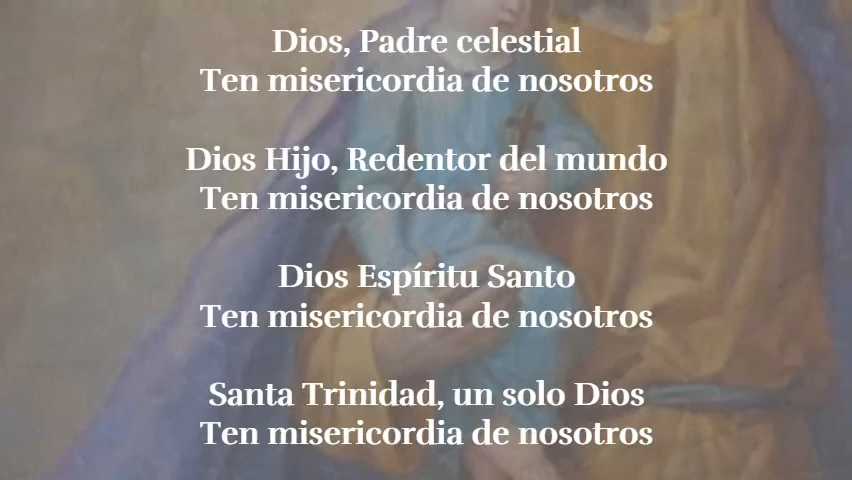 Dios, Padre celestial
Ten misericordia de nosotros
Dios Hijo, Redentor del mundo
Ten misericordia de nosotros
Dios Espíritu Santo
Ten misericordia de nosotros
Santa Trinidad, un solo Dios
Ten misericordia de nosotros